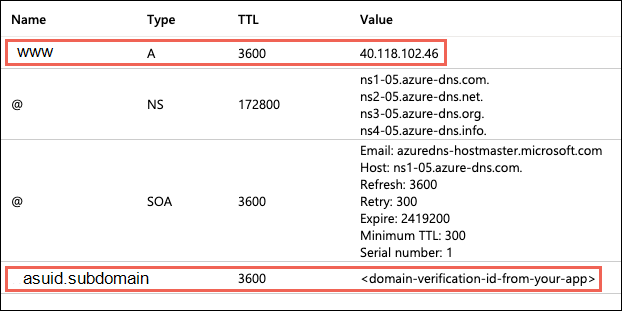 Name Type TTL Value
www A 3600 40.118.102.46
@ NS 172800 ns1-05.azure-dns.com.
ns2-05.azure-dns.net.
ns3-05.azure-dns.org.
ns4-05.azure-dns.info.
@ SOA 3600 Email: azuredns-hostmaster.microsoft.com
Host: ns1-05.azure-dns.com.
Refresh: 3600
Retry: 300
Expire: 2419200
Minimum TTL: 300
Serial number: 1
asuid.subdomain 3600 <domain-verification-id-from-your-app>